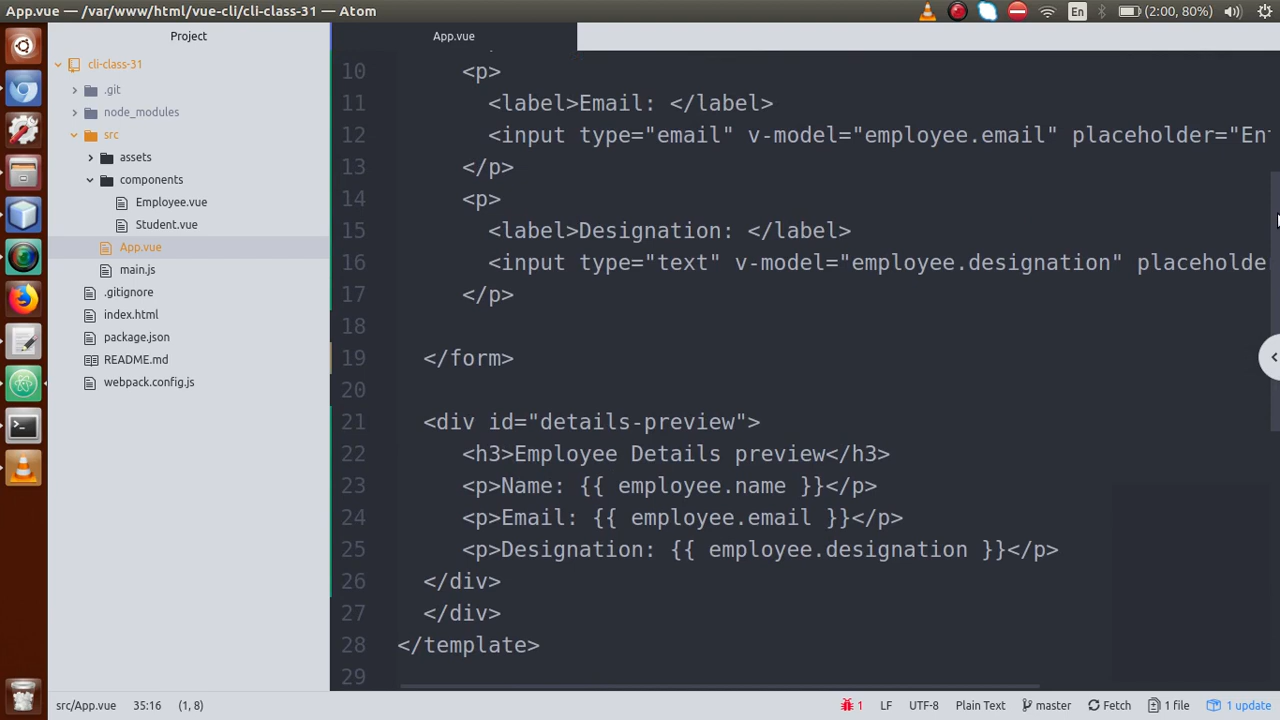 App.vue — /var/www/html/vue-cli/cli-class-31 — Atom
En
(2:00, 80%)
Project
App.vue
cli-class-31
.git
node_modules
src
assets
components
Employee.vue
Student.vue
App.vue
main.js
.gitignore
index.html
package.json
README.md
webpack.config.js
10 <p>
11 <label>Email: </label>
12 <input type="email" v-model="employee.email" placeholder="En
13 </p>
14 <p>
15 <label>Designation: </label>
16 <input type="text" v-model="employee.designation" placeholde
17 </p>
18
19 </form>
20
21 <div id="details-preview">
22 <h3>Employee Details preview</h3>
23 <p>Name: {{ employee.name }}</p>
24 <p>Email: {{ employee.email }}</p>
25 <p>Designation: {{ employee.designation }}</p>
26 </div>
27 </div>
28 </template>
29
src/App.vue 35:16 (1, 8) 1 LF UTF-8 Plain Text master Fetch 1 file 1 update